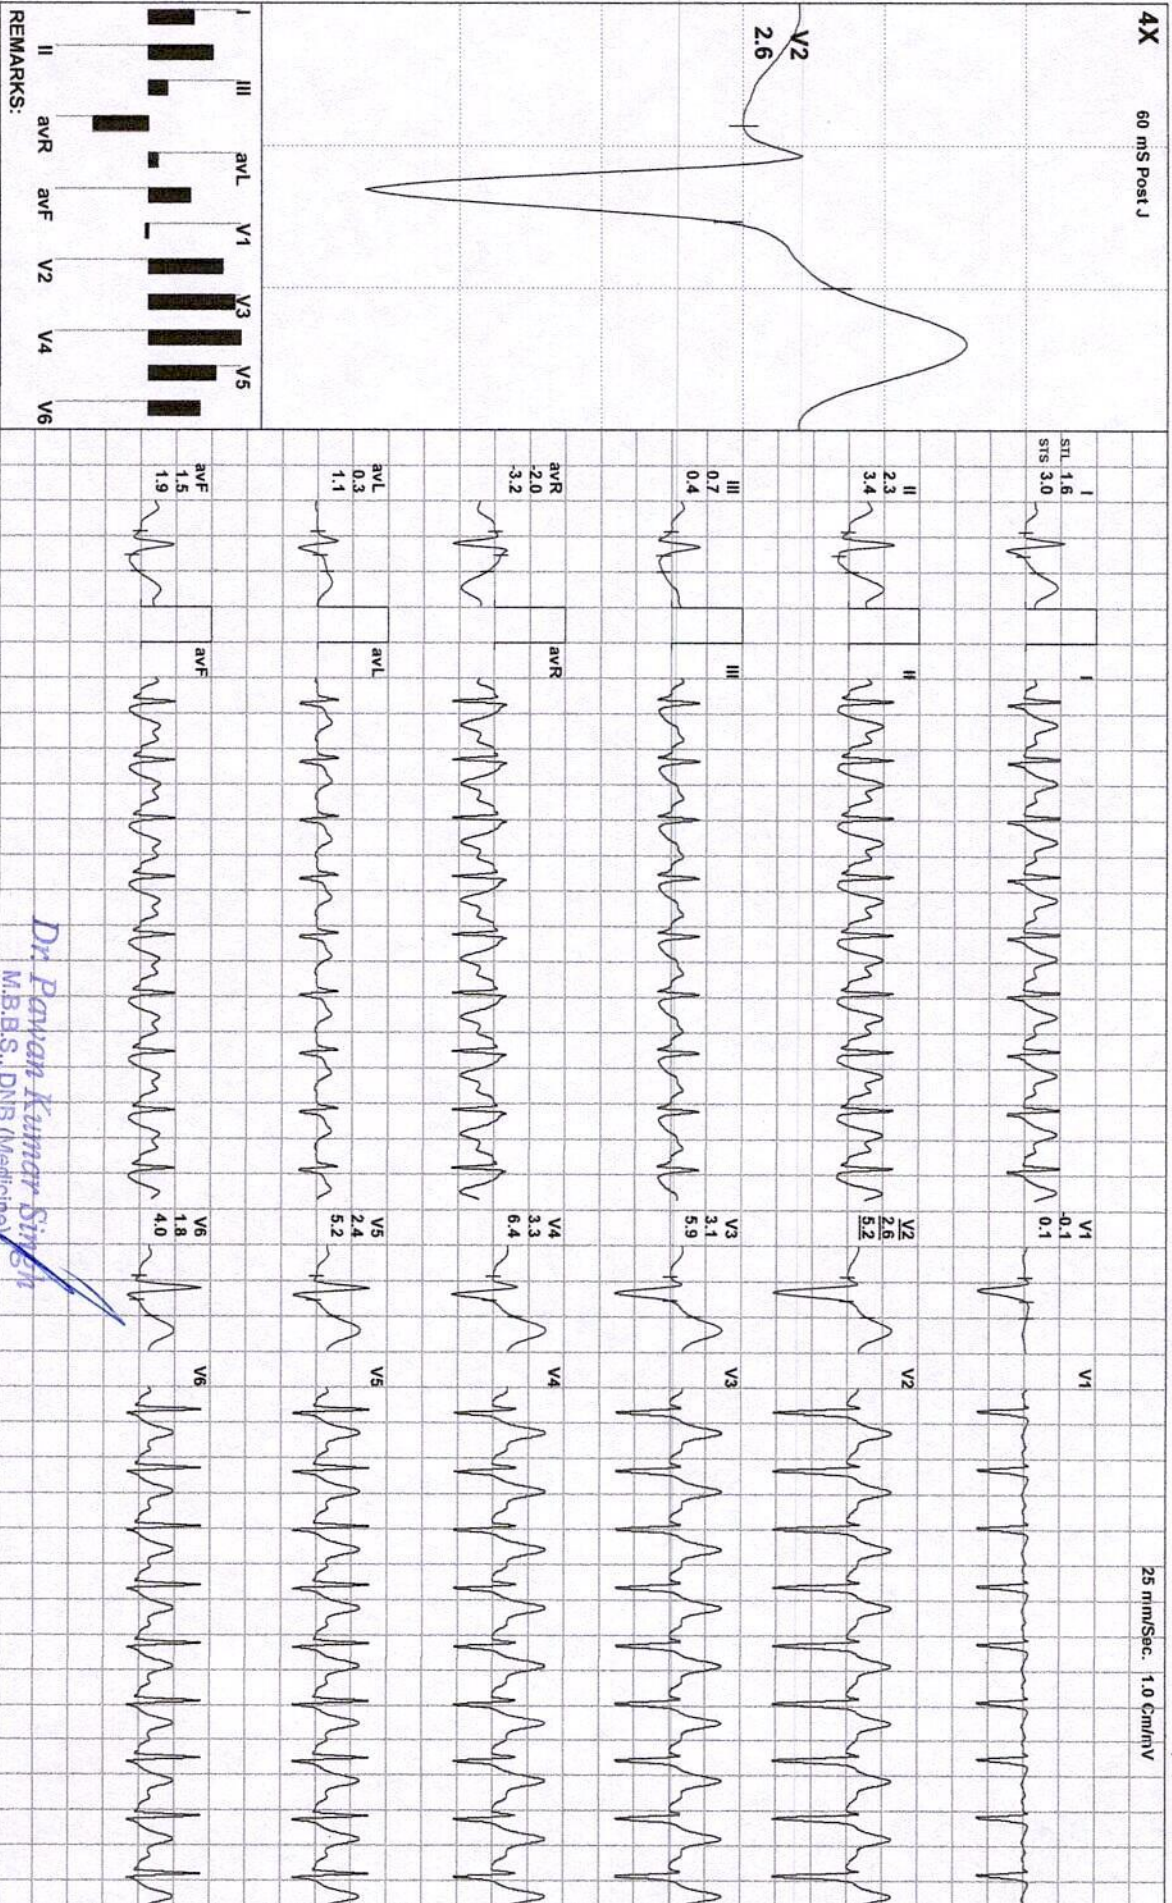 4X
60 mS Post J
25 mm/Sec. 1.0 Cm/mV
V2
2.6
I
STL 1.6
STS 3.0
I
V1
-0.1
0.1
V1
II
2.3
3.4
II
V2
2.6
5.2
V2
III
0.7
0.4
III
V3
3.1
5.9
V3
avR
-2.0
-3.2
avR
V4
3.3
6.4
V4
avL
0.3
1.1
avL
V5
2.4
5.2
V5
avF
1.5
1.9
avF
V6
1.8
4.0
V6
I III avL V1 V3 V5
II avR avF V2 V4 V6
REMARKS:
Dr. Pawan Kumar Singh
M.B.B.S., DNB (Medicine)